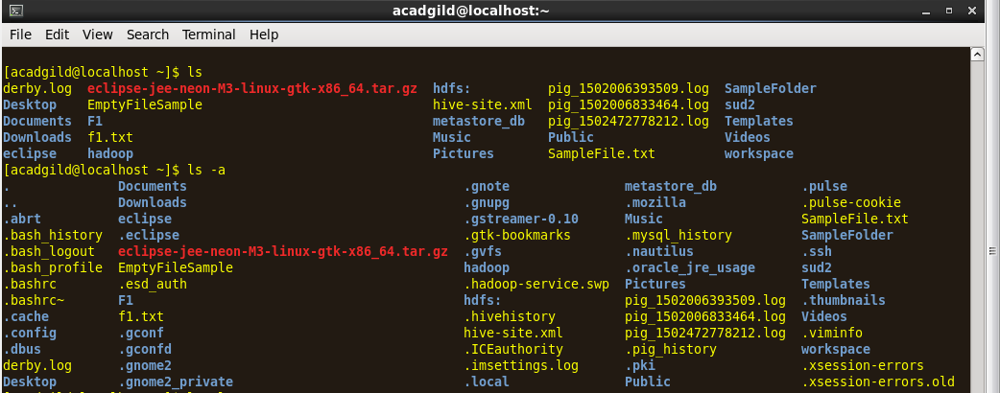 acadgild@localhost:~
File Edit View Search Terminal Help
[acadgild@localhost ~]$ ls
derby.log eclipse-jee-neon-M3-linux-gtk-x86_64.tar.gz hdfs: pig_1502006393509.log SampleFolder
Desktop EmptyFileSample hive-site.xml pig_1502006833464.log sud2
Documents F1 metastore_db pig_1502472778212.log Templates
Downloads f1.txt Music Public Videos
eclipse hadoop Pictures SampleFile.txt workspace
[acadgild@localhost ~]$ ls -a
. Documents .gnote metastore_db .pulse
.. Downloads .gnupg .mozilla .pulse-cookie
.abrt eclipse .gstreamer-0.10 Music SampleFile.txt
.bash_history .eclipse .gtk-bookmarks .mysql_history SampleFolder
.bash_logout eclipse-jee-neon-M3-linux-gtk-x86_64.tar.gz .gvfs .nautilus .ssh
.bash_profile EmptyFileSample hadoop .oracle_jre_usage sud2
.bashrc .esd_auth .hadoop-service.swp Pictures Templates
.bashrc~ F1 hdfs: pig_1502006393509.log .thumbnails
.cache f1.txt .hivehistory pig_1502006833464.log Videos
.config .gconf hive-site.xml pig_1502472778212.log .viminfo
.dbus .gconfd .ICEauthority .pig_history workspace
derby.log .gnome2 .imsettings.log .pki .xsession-errors
Desktop .gnome2_private .local Public .xsession-errors.old